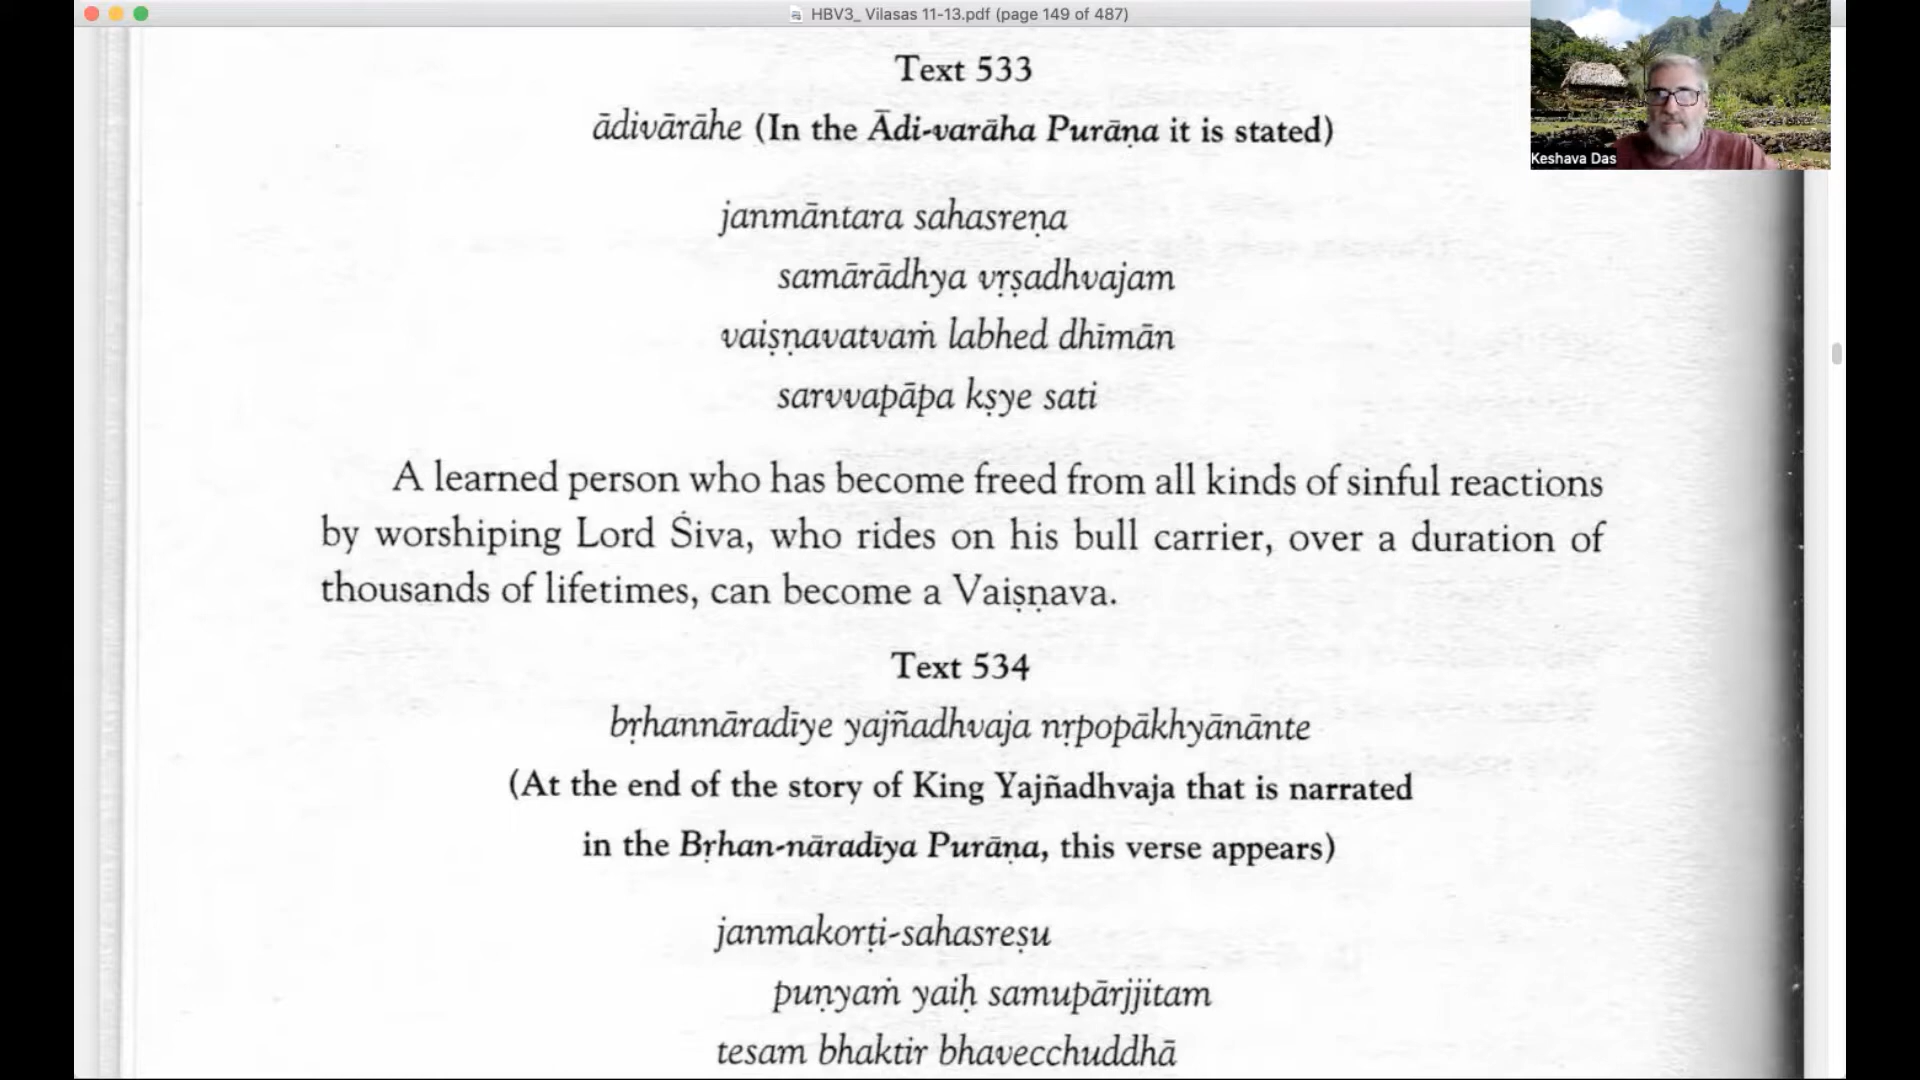 HBV3_ Vilasas 11-13.pdf (page 149 of 487)
Keshava Das
Text 533
ādivārāhe (In the Ādi-varāha Purāṇa it is stated)
janmāntara sahasreṇa
samārādhya vṛṣadhvajam
vaiṣṇavatvaṁ labhed dhīmān
sarvvapāpa kṣye sati
A learned person who has become freed from all kinds of sinful reactions
by worshiping Lord Śiva, who rides on his bull carrier, over a duration of
thousands of lifetimes, can become a Vaiṣṇava.
Text 534
bṛhannāradīye yajñadhvaja nṛpopākhyānānte
(At the end of the story of King Yajñadhvaja that is narrated
in the Bṛhan-nāradīya Purāṇa, this verse appears)
janmakorṭi-sahasreṣu
puṇyaṁ yaiḥ samupārjjitam
tesam bhaktir bhavecchuddhā